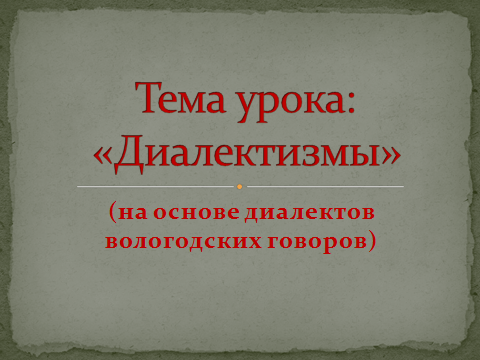 Тема урока:
«Диалектизмы»
(на основе диалектов
вологодских говоров)